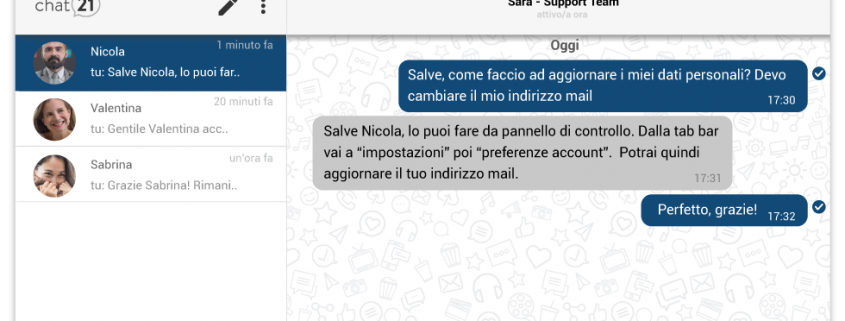 chat 21
Nicola
1 minuto fa
tu: Salve Nicola, lo puoi far..
Valentina
20 minuti fa
tu: Gentile Valentina acc..
Sabrina
un'ora fa
tu: Grazie Sabrina! Rimani..
Sara - Support Team
attivo/a ora
Oggi
Salve, come faccio ad aggiornare i miei dati personali? Devo
cambiare il mio indirizzo mail
17:30
Salve Nicola, lo puoi fare da pannello di controllo. Dalla tab bar
vai a “impostazioni” poi “preferenze account”. Potrai quindi
aggiornare il tuo indirizzo mail.
17:31
Perfetto, grazie!
17:32